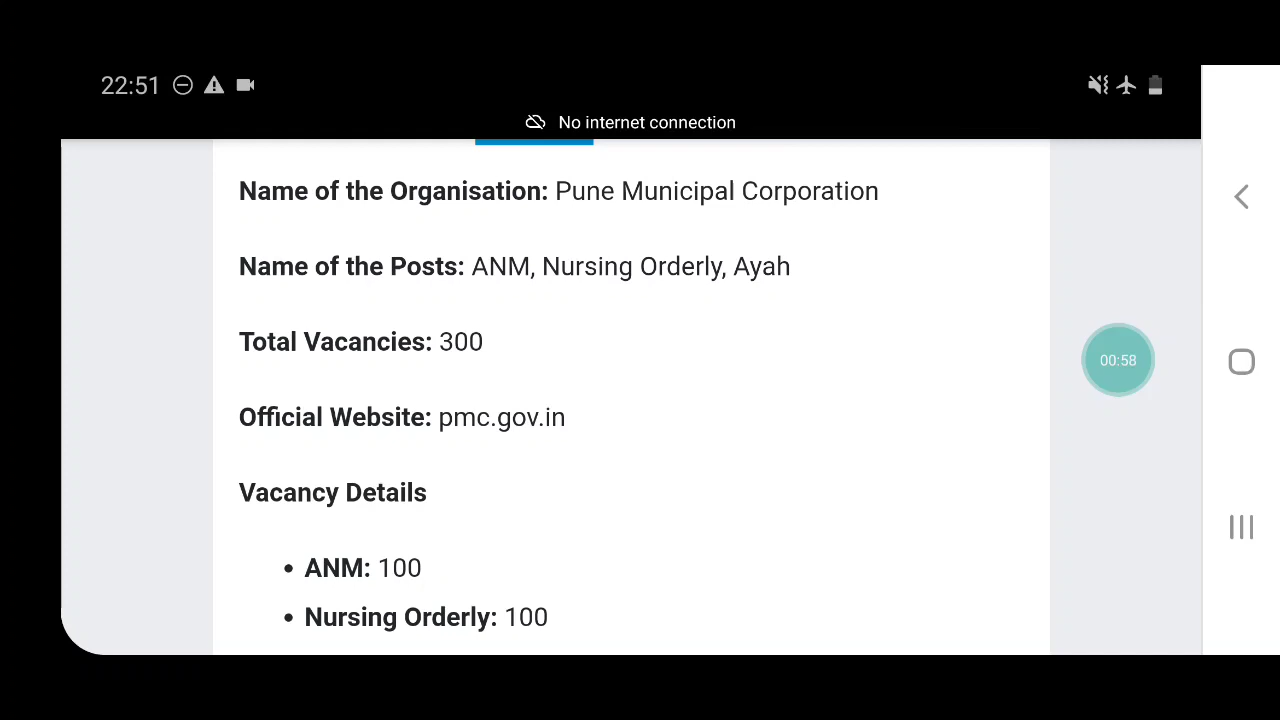 22:51
No internet connection
Name of the Organisation: Pune Municipal Corporation
Name of the Posts: ANM, Nursing Orderly, Ayah
Total Vacancies: 300
00:58
Official Website: pmc.gov.in
Vacancy Details
• ANM: 100
• Nursing Orderly: 100